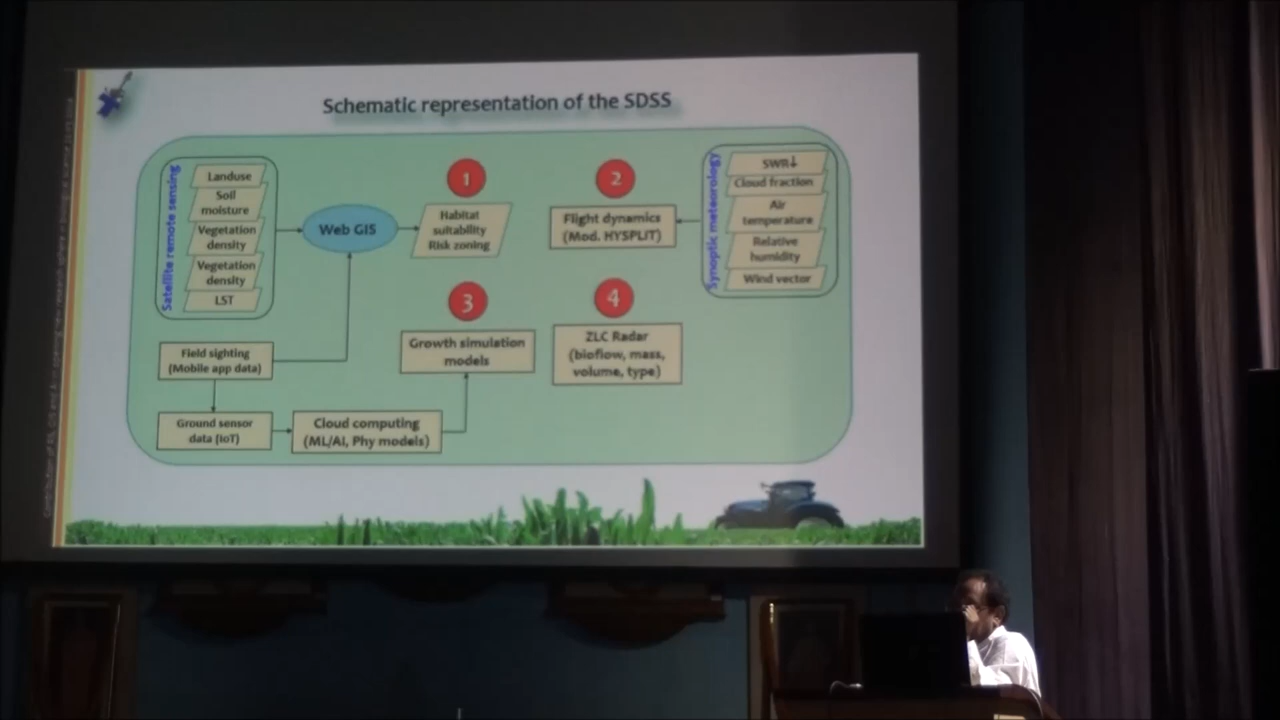 Schematic representation of the SDSS
Satellite remote sensing
Landuse
Soil
moisture
Vegetation
density
Vegetation
density
LST
Web GIS
1
Habitat
suitability
Risk zoning
2
Flight dynamics
(Mod. HYSPLIT)
Synoptic meteorology
SWR↓
Cloud fraction
Air
temperature
Relative
humidity
Wind vector
3
Growth simulation
models
4
ZLC Radar
(bioflow, mass,
volume, type)
Field sighting
(Mobile app data)
Ground sensor
data (IoT)
Cloud computing
(ML/AI, Phy models)